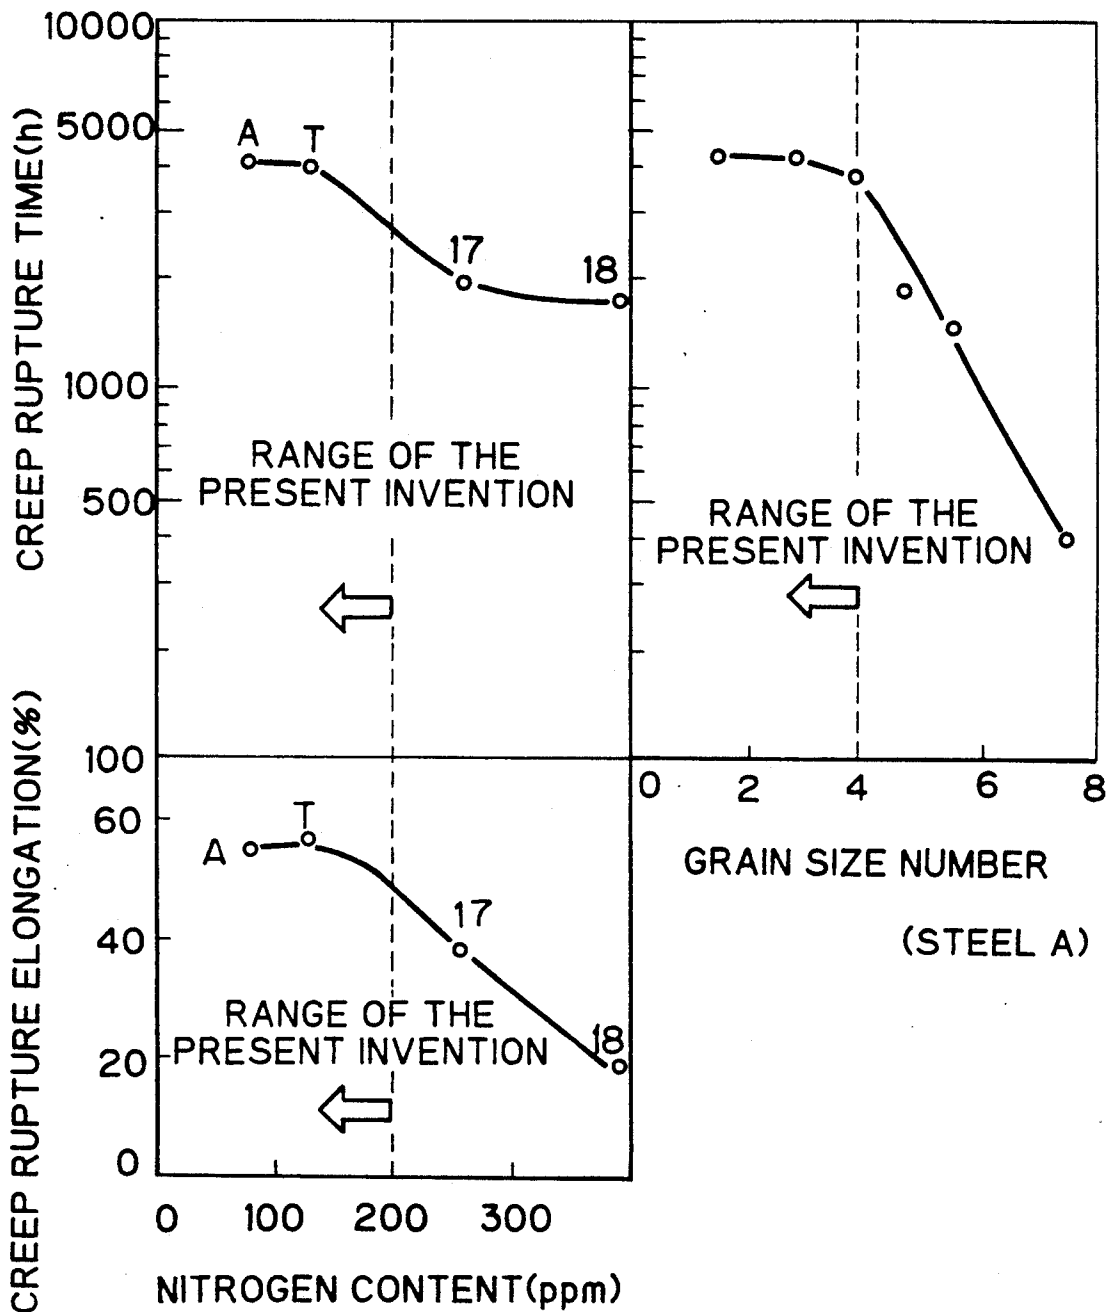 CREEP RUPTURE TIME(h)
10000
5000
1000
500
A
T
17
18
RANGE OF THE
PRESENT INVENTION
RANGE OF THE
PRESENT INVENTION
0
2
4
6
8
GRAIN SIZE NUMBER
(STEEL A)
CREEP RUPTURE ELONGATION(%)
100
60
40
20
0
A
T
17
18
RANGE OF THE
PRESENT INVENTION
0
100
200
300
NITROGEN CONTENT(ppm)